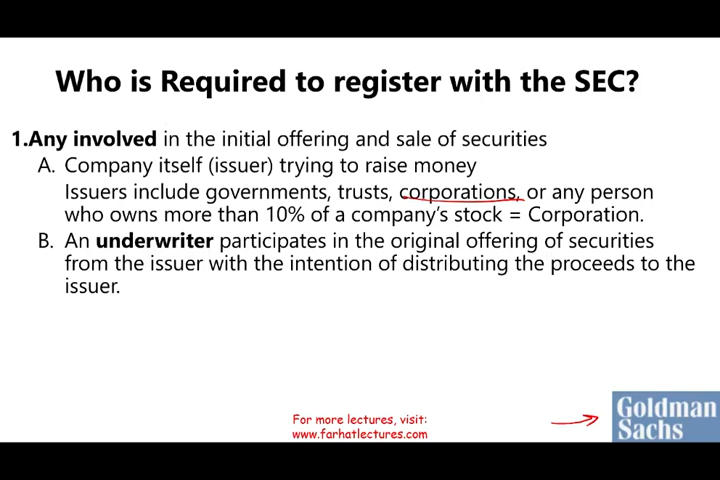 Who is Required to register with the SEC?
1.Any involved in the initial offering and sale of securities
A. Company itself (issuer) trying to raise money
Issuers include governments, trusts, corporations, or any person
who owns more than 10% of a company's stock = Corporation.
B. An underwriter participates in the original offering of securities
from the issuer with the intention of distributing the proceeds to the
issuer.
For more lectures, visit:
www.farhatlectures.com
Goldman
Sachs